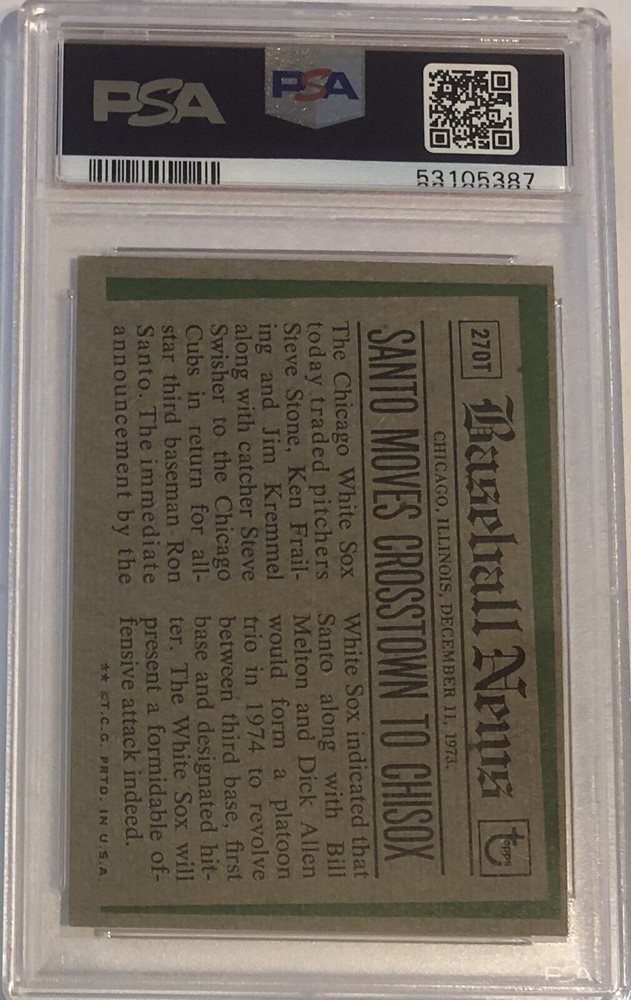 PSA
PSA
53105387
270T
Baseball News
topps
CHICAGO, ILLINOIS, DECEMBER 11, 1973.
SANTO MOVES CROSSTOWN TO CHISOX
The Chicago White Sox
today traded pitchers
Steve Stone, Ken Frail-
ing and Jim Kremmel
along with catcher Steve
Swisher to the Chicago
Cubs in return for all-
star third baseman Ron
Santo. The immediate
announcement by the
White Sox indicated that
Santo along with Bill
Melton and Dick Allen
would form a platoon
trio in 1974 to revolve
between third base, first
base and designated hit-
ter. The White Sox will
present a formidable of-
fensive attack indeed.
** ©T.C.G. PRTD. IN U.S.A.
PSA